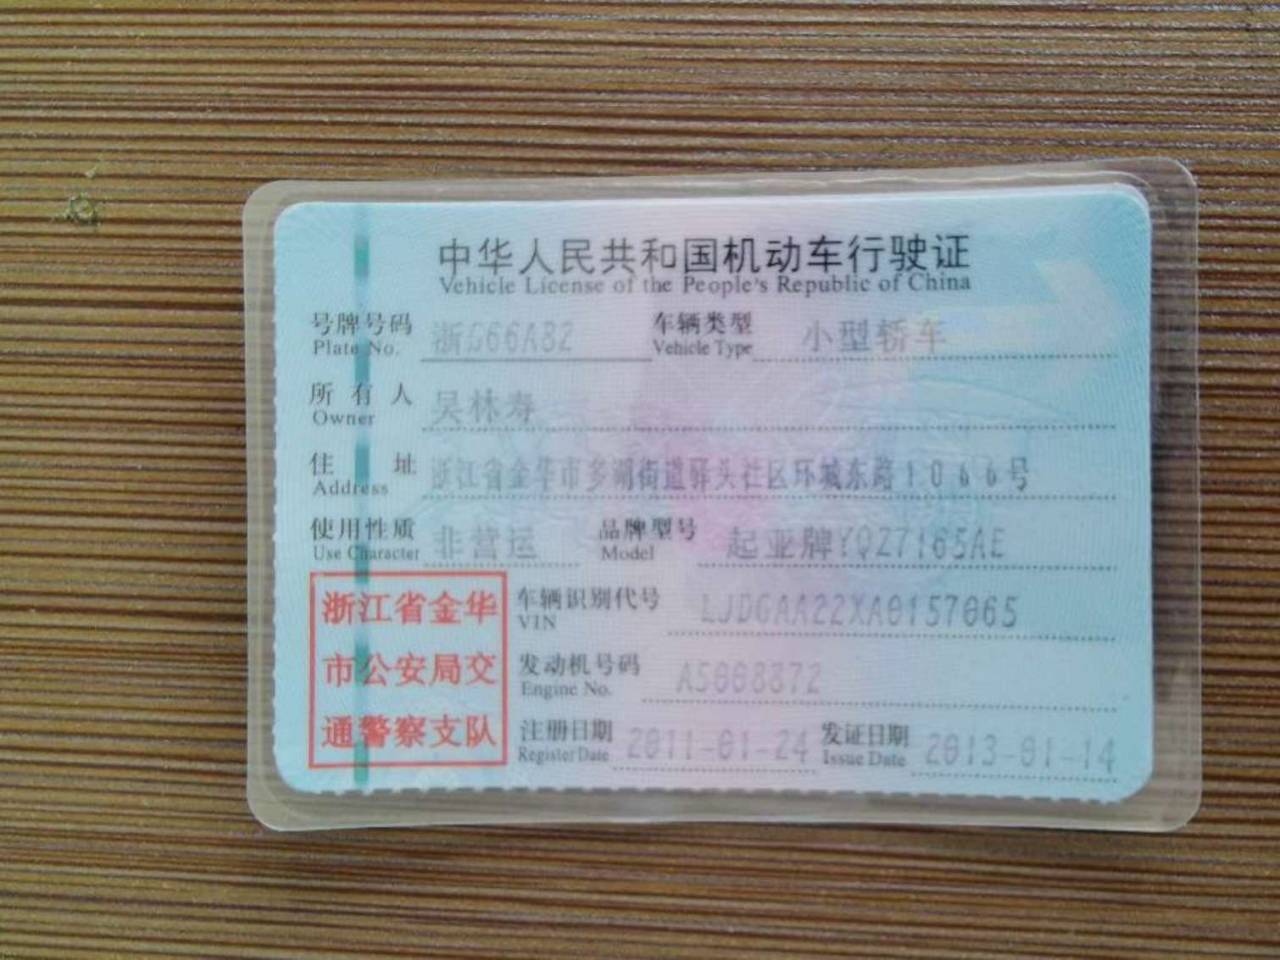 中华人民共和国机动车行驶证
Vehicle License of the People's Republic of China
号牌号码 浙G66AB2 车辆类型 小型轿车
Plate No. Vehicle Type
所有人 吴林寿
Owner
住址 浙江省金华市多湖街道驿头社区环城东路1066号
Address
使用性质 非营运 品牌型号 起亚牌YQZ7165AE
Use Character Model
浙江省金华
市公安局交
通警察支队
车辆识别代号 LJDGAA22XA0157065
VIN
发动机号码 A5008872
Engine No.
注册日期 2011-01-24 发证日期 2013-01-14
Register Date Issue Date